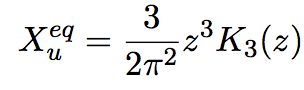 X_u^{eq} = \frac{3}{2\pi^2} z^3 K_3(z)